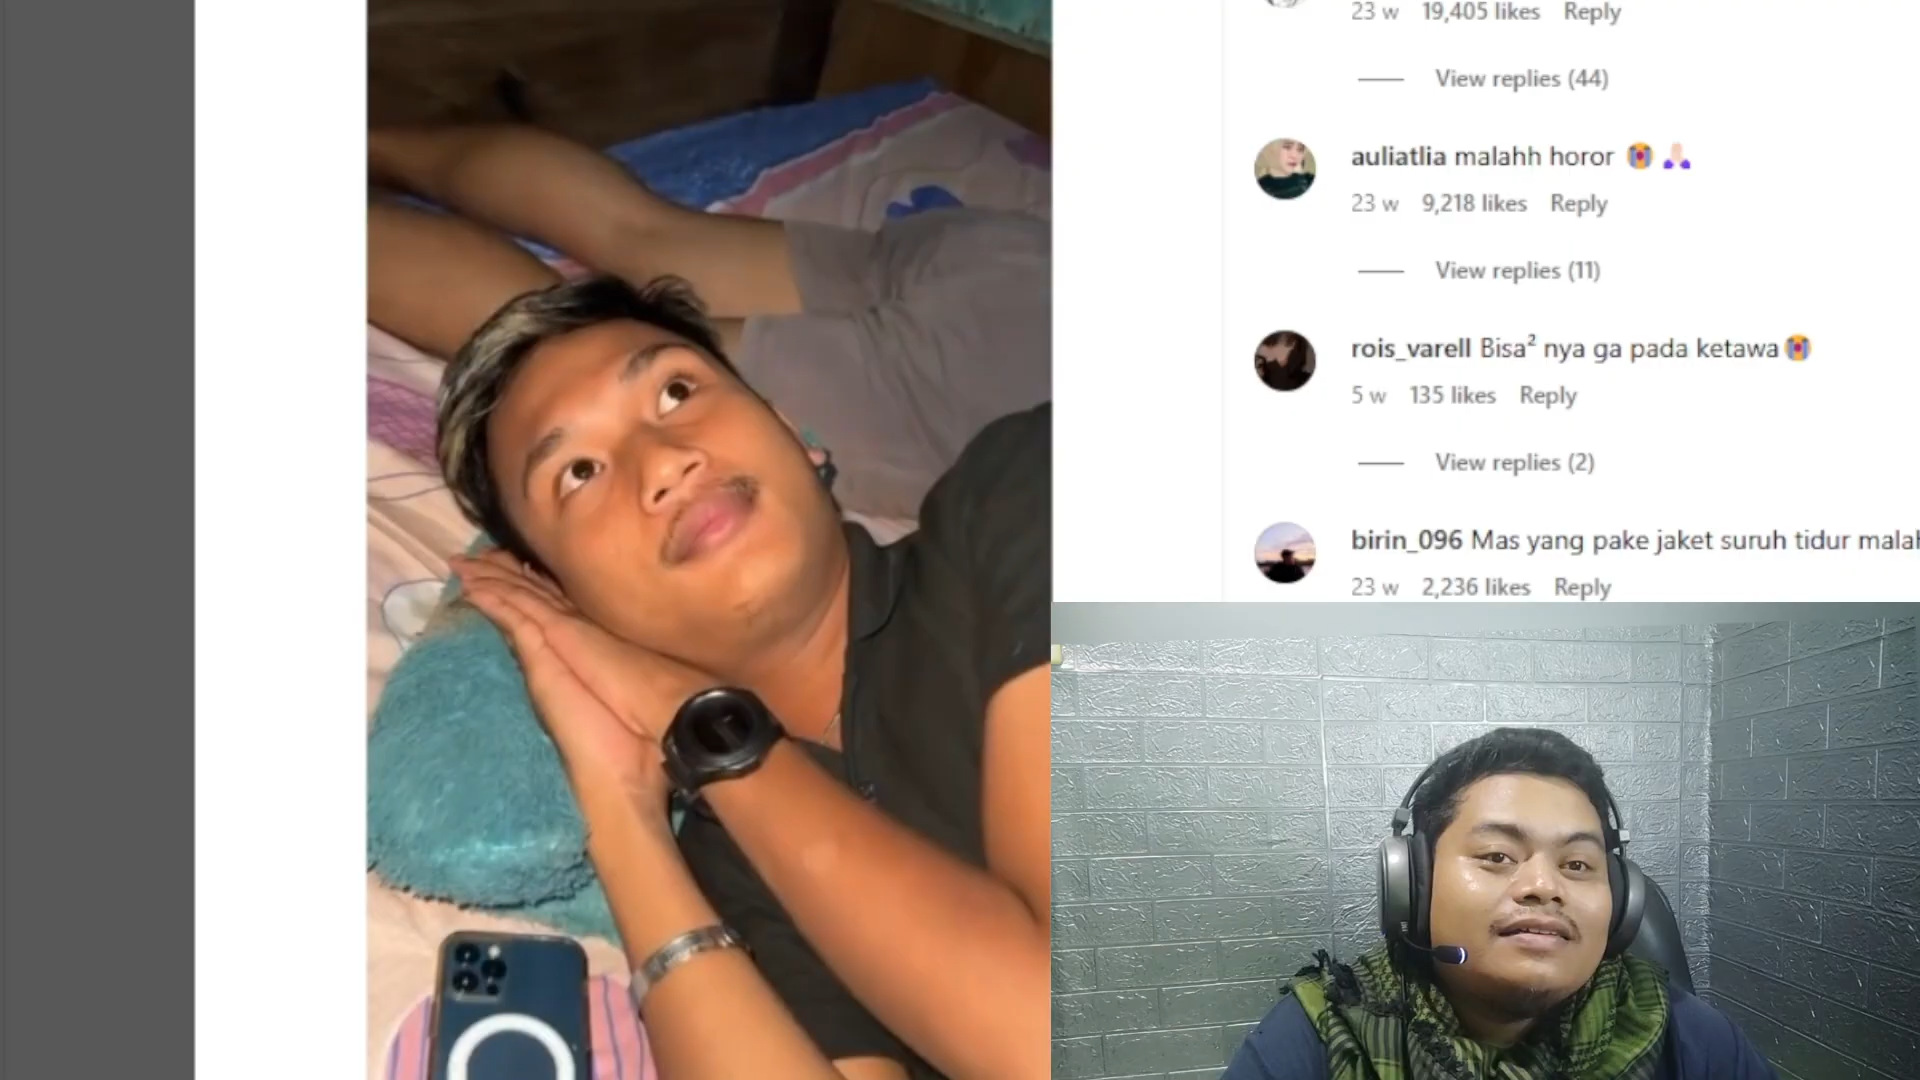 23 w 19,405 likes Reply
View replies (44)
auliatlia malahh horor 😭🙏🏻
23 w 9,218 likes Reply
View replies (11)
rois_varell Bisa² nya ga pada ketawa😭
5 w 135 likes Reply
View replies (2)
birin_096 Mas yang pake jaket suruh tidur malah
23 w 2,236 likes Reply